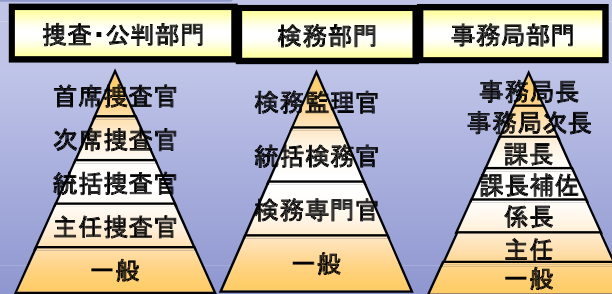 捜査・公判部門
首席捜査官
次席捜査官
統括捜査官
主任捜査官
一般
検務部門
検務監理官
統括検務官
検務専門官
一般
事務局部門
事務局長
事務局次長
課長
課長補佐
係長
主任
一般